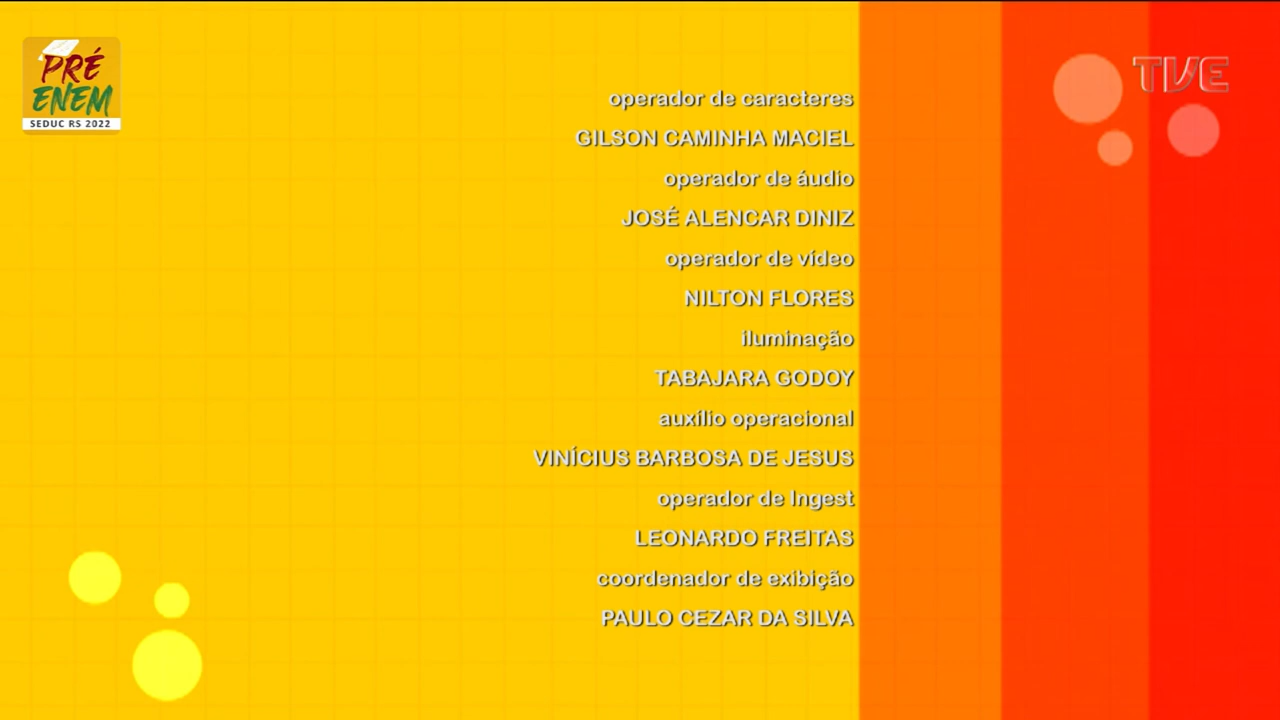 PRÉ
ENEM
SEDUC RS 2022
TVE
operador de caracteres
GILSON CAMINHA MACIEL
operador de áudio
JOSÉ ALENCAR DINIZ
operador de vídeo
NILTON FLORES
iluminação
TABAJARA GODOY
auxílio operacional
VINÍCIUS BARBOSA DE JESUS
operador de Ingest
LEONARDO FREITAS
coordenador de exibição
PAULO CEZAR DA SILVA